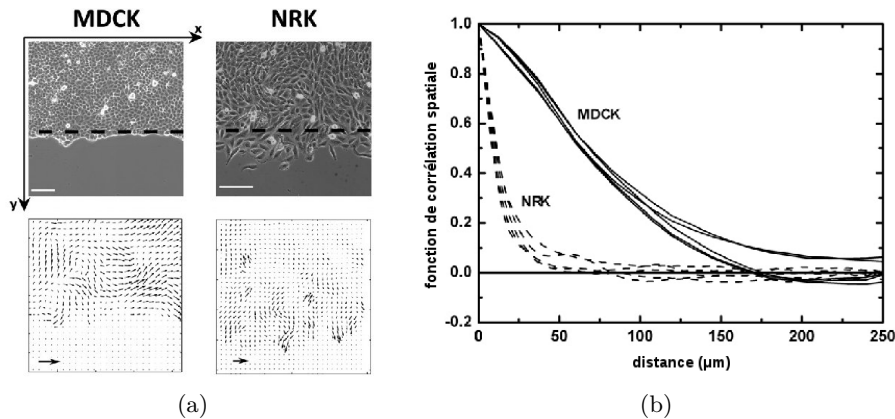 MDCK
NRK
x
y
(a)
(b)
fonction de corrélation spatiale
1.0
0.8
0.6
0.4
0.2
0.0
-0.2
MDCK
NRK
0
50
100
150
200
250
distance (µm)